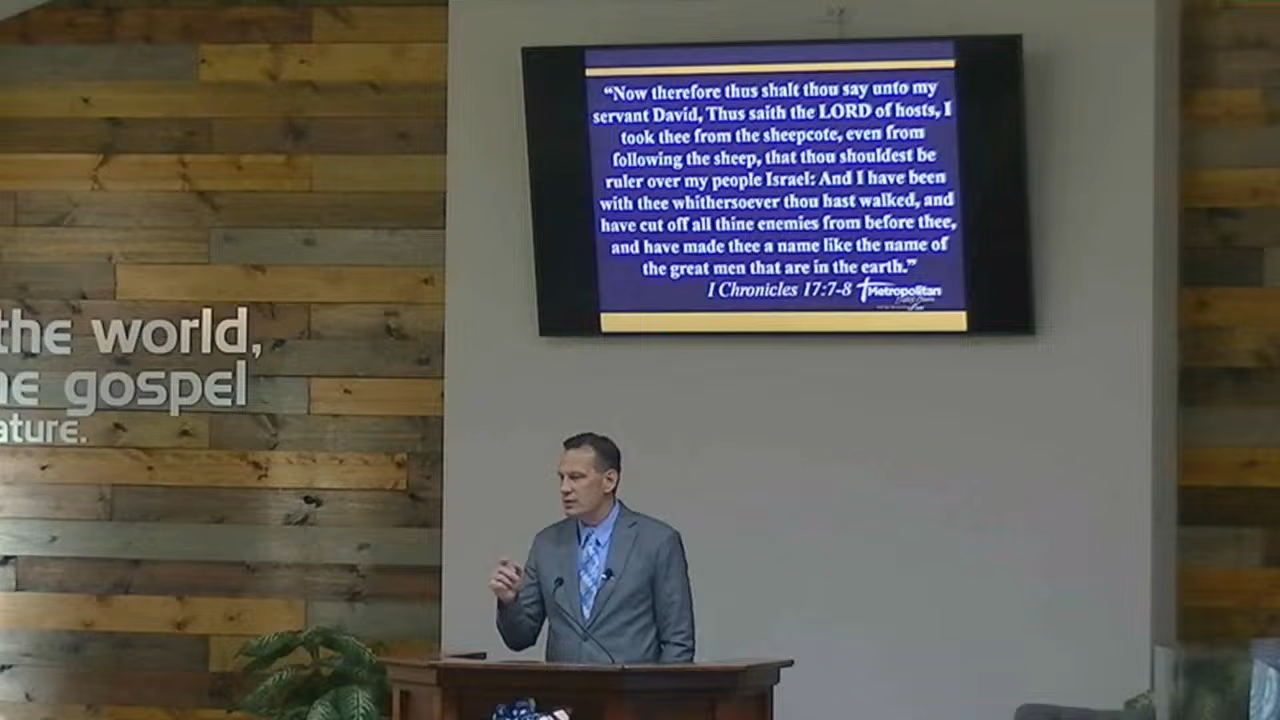 “Now therefore thus shalt thou say unto my
servant David, Thus saith the LORD of hosts, I
took thee from the sheepcote, even from
following the sheep, that thou shouldest be
ruler over my people Israel: And I have been
with thee whithersoever thou hast walked, and
have cut off all thine enemies from before thee,
and have made thee a name like the name of
the great men that are in the earth.”
I Chronicles 17:7-8
Metropolitan
the world,
gospel